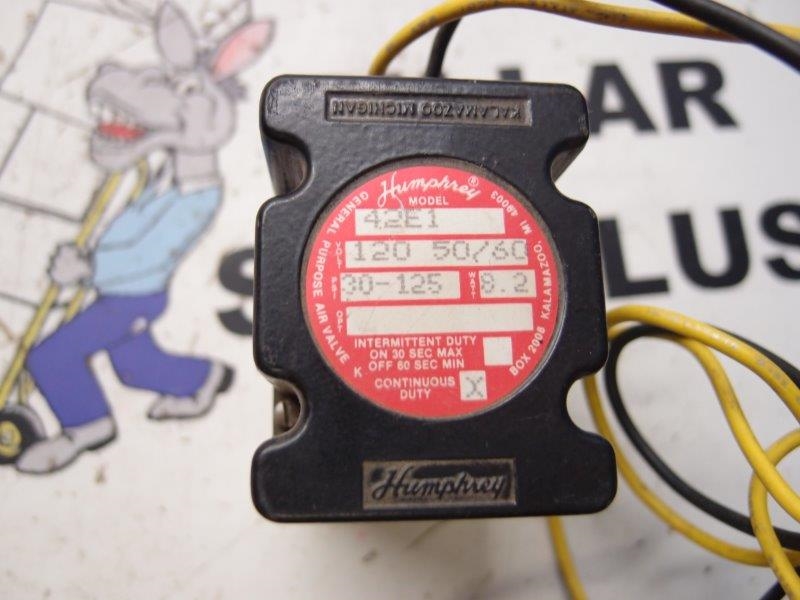 KALAMAZOO MICHIGAN
LAR
S
LUS
Humphrey®
MODEL
42E1
VOLT 120 50/60
PSI 30-125 WATT 8.2
OPT.
INTERMITTENT DUTY
ON 30 SEC MAX
OFF 60 SEC MIN
CONTINUOUS X
DUTY
GENERAL PURPOSE AIR VALVE K
BOX 2008 KALAMAZOO, MI 49003
Humphrey